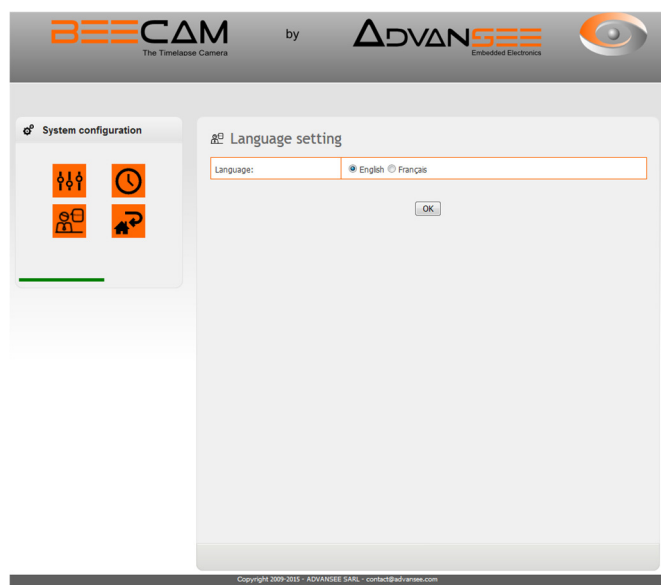 BEECAM by ADVANSEE
The Timelapse Camera Embedded Electronics
System configuration
Language setting
Language: English Français
OK
Copyright 2009-2015 - ADVANSEE SARL - contact@advansee.com